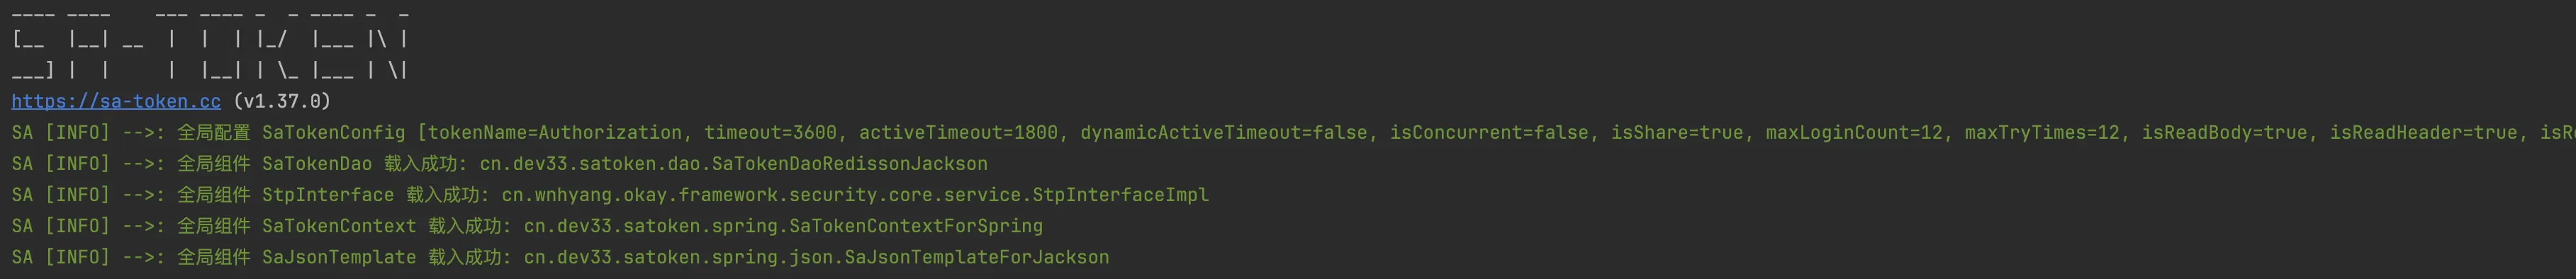 ____ ____    ___ ____ _  _ ____ _  _
[__  |__| __  |  |  | |_/  |___ |\ |
___] |  |     |  |__| | \_ |___ | \|
https://sa-token.cc (v1.37.0)
SA [INFO] -->: 全局配置 SaTokenConfig [tokenName=Authorization, timeout=3600, activeTimeout=1800, dynamicActiveTimeout=false, isConcurrent=false, isShare=true, maxLoginCount=12, maxTryTimes=12, isReadBody=true, isReadHeader=true, isRe
SA [INFO] -->: 全局组件 SaTokenDao 载入成功: cn.dev33.satoken.dao.SaTokenDaoRedissonJackson
SA [INFO] -->: 全局组件 StpInterface 载入成功: cn.wnhyang.okay.framework.security.core.service.StpInterfaceImpl
SA [INFO] -->: 全局组件 SaTokenContext 载入成功: cn.dev33.satoken.spring.SaTokenContextForSpring
SA [INFO] -->: 全局组件 SaJsonTemplate 载入成功: cn.dev33.satoken.spring.json.SaJsonTemplateForJackson